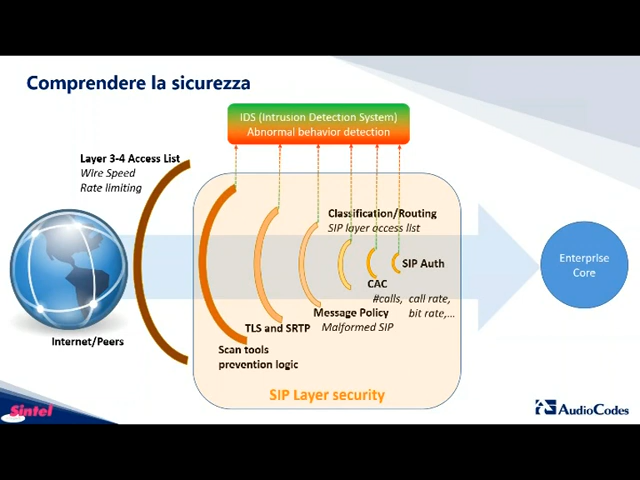 Comprendere la sicurezza
IDS (Intrusion Detection System)
Abnormal behavior detection
Layer 3-4 Access List
Wire Speed
Rate limiting
Classification/Routing
SIP layer access list
SIP Auth
CAC
#calls, call rate,
bit rate,...
Message Policy
Malformed SIP
TLS and SRTP
Scan tools
prevention logic
Internet/Peers
Enterprise
Core
SIP Layer security
Sintel
AudioCodes